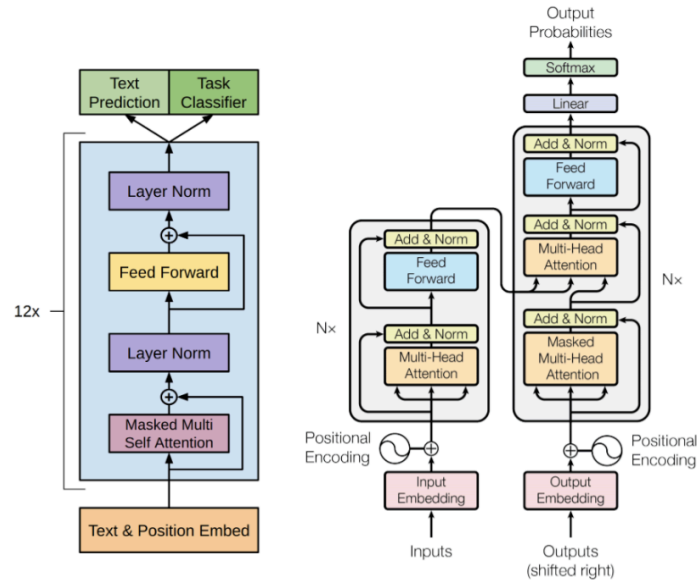 Text
Prediction
Task
Classifier
Layer Norm
Feed Forward
12x
Layer Norm
Masked Multi
Self Attention
Text & Position Embed
Output
Probabilities
Softmax
Linear
Add & Norm
Feed
Forward
Add & Norm
Multi-Head
Attention
Nx
Add & Norm
Masked
Multi-Head
Attention
Add & Norm
Feed
Forward
N×
Add & Norm
Multi-Head
Attention
Positional
Encoding
Input
Embedding
Inputs
Positional
Encoding
Output
Embedding
Outputs
(shifted right)